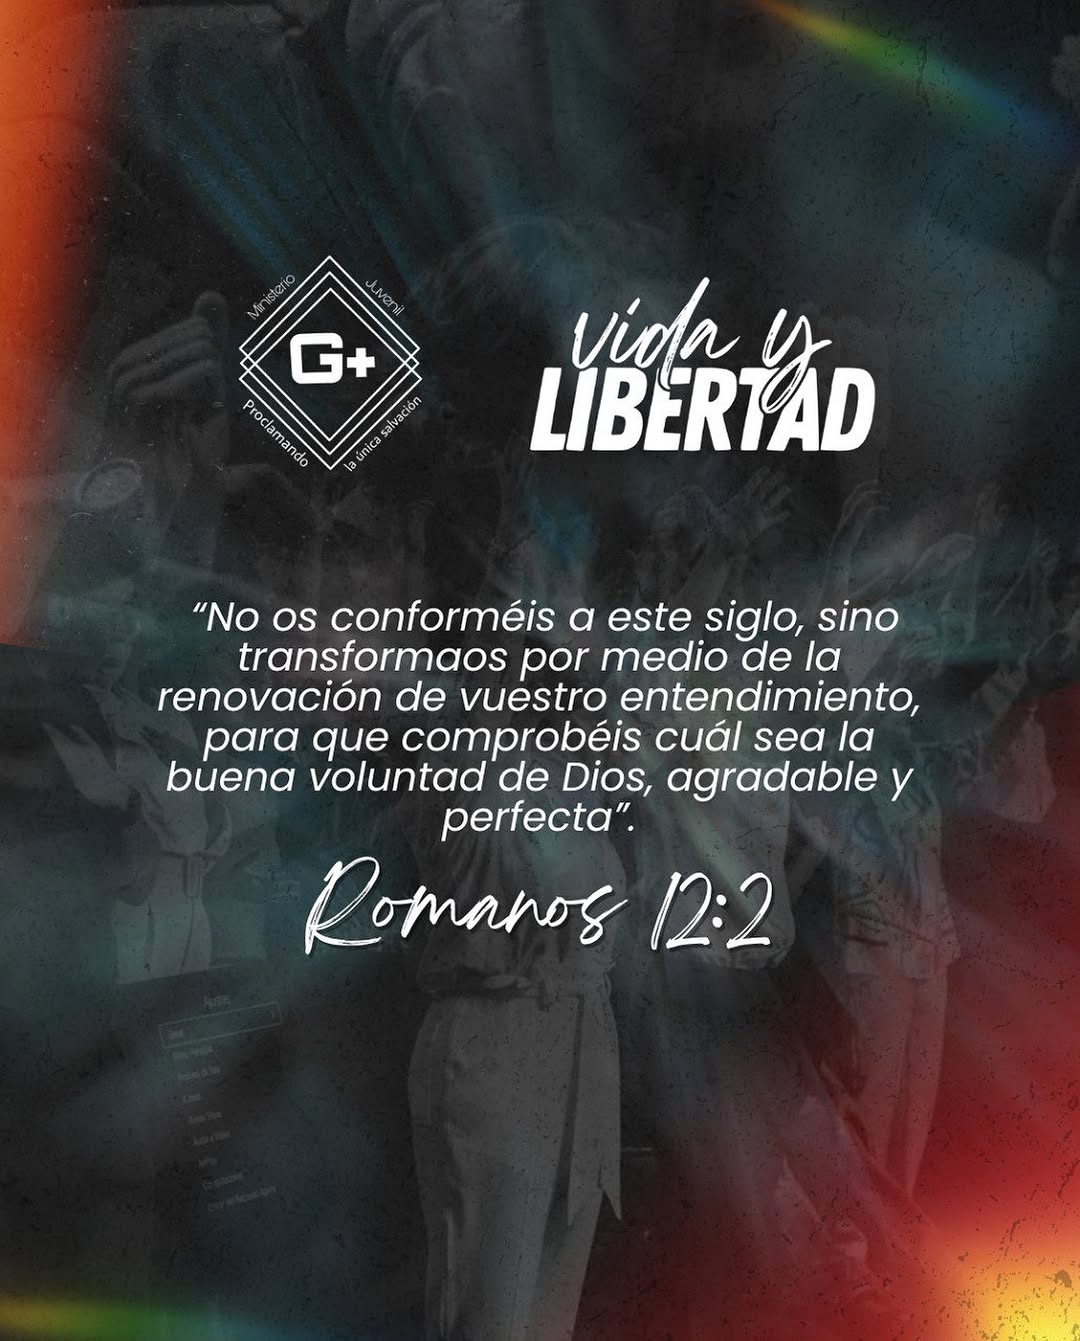 Ministerio Juvenil
G+
Proclamando la única salvación
vida y
LIBERTAD
“No os conforméis a este siglo, sino
transformaos por medio de la
renovación de vuestro entendimiento,
para que comprobéis cuál sea la
buena voluntad de Dios, agradable y
perfecta”.
Romanos 12:2